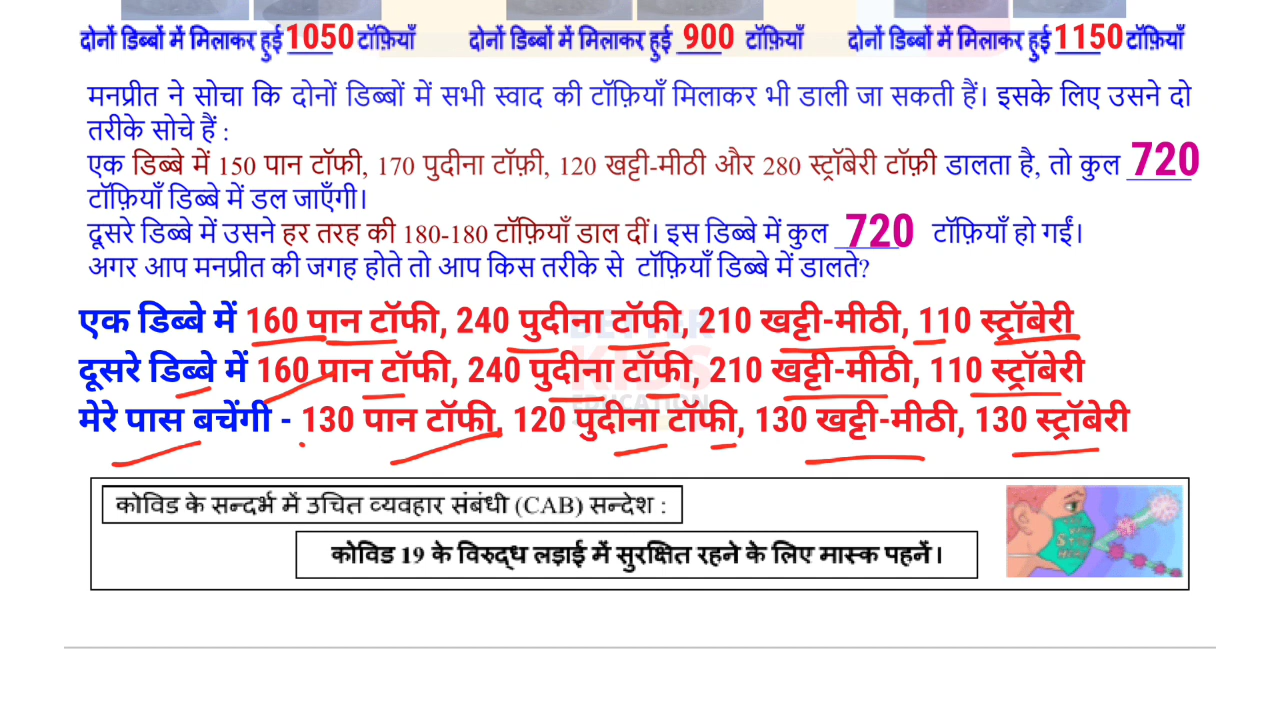 दोनों डिब्बों में मिलाकर हुई 1050 टॉफ़ियाँ दोनों डिब्बों में मिलाकर हुई 900 टॉफ़ियाँ दोनों डिब्बों में मिलाकर हुई 1150 टॉफ़ियाँ
मनप्रीत ने सोचा कि दोनों डिब्बों में सभी स्वाद की टॉफ़ियाँ मिलाकर भी डाली जा सकती हैं। इसके लिए उसने दो
तरीके सोचे हैं :
एक डिब्बे में 150 पान टॉफी, 170 पुदीना टॉफ़ी, 120 खट्टी-मीठी और 280 स्ट्रॉबेरी टॉफ़ी डालता है, तो कुल 720
टॉफ़ियाँ डिब्बे में डल जाएँगी।
दूसरे डिब्बे में उसने हर तरह की 180-180 टॉफ़ियाँ डाल दीं। इस डिब्बे में कुल 720 टॉफ़ियाँ हो गईं।
अगर आप मनप्रीत की जगह होते तो आप किस तरीके से टॉफ़ियाँ डिब्बे में डालते?
एक डिब्बे में 160 पान टॉफी, 240 पुदीना टॉफी, 210 खट्टी-मीठी, 110 स्ट्रॉबेरी
दूसरे डिब्बे में 160 पान टॉफी, 240 पुदीना टॉफी, 210 खट्टी-मीठी, 110 स्ट्रॉबेरी
मेरे पास बचेंगी - 130 पान टॉफी, 120 पुदीना टॉफी, 130 खट्टी-मीठी, 130 स्ट्रॉबेरी
KIDS
EDUCATION
कोविड के सन्दर्भ में उचित व्यवहार संबंधी (CAB) सन्देश :
कोविड 19 के विरुद्ध लड़ाई में सुरक्षित रहने के लिए मास्क पहनें।